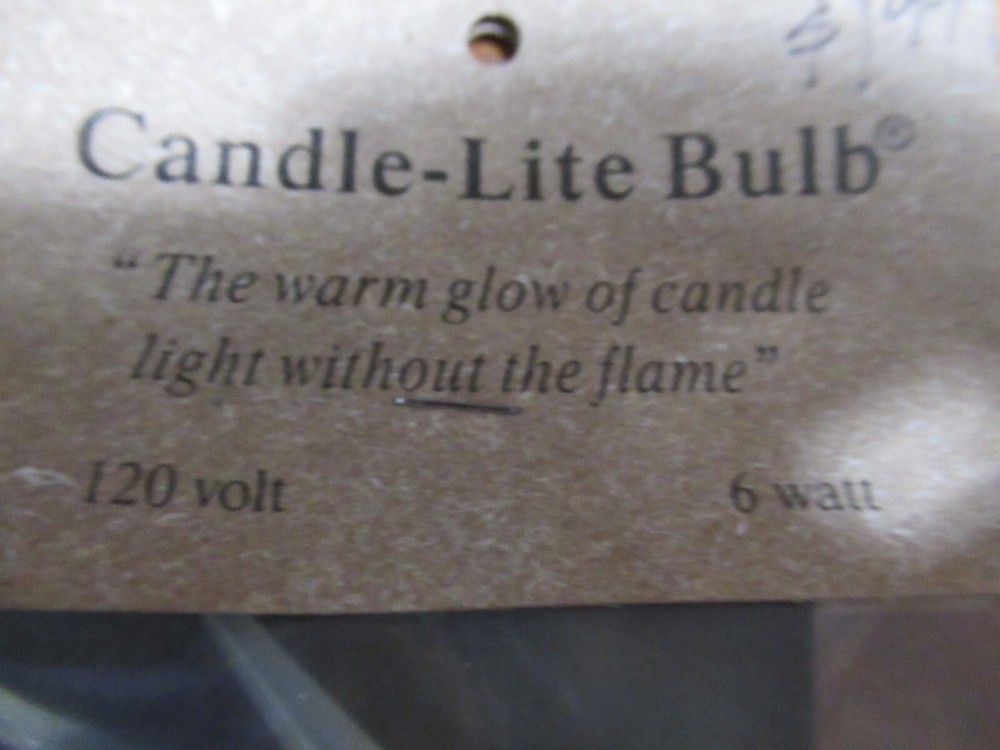 Candle-Lite Bulb®
“The warm glow of candle
light without the flame”
120 volt
6 watt